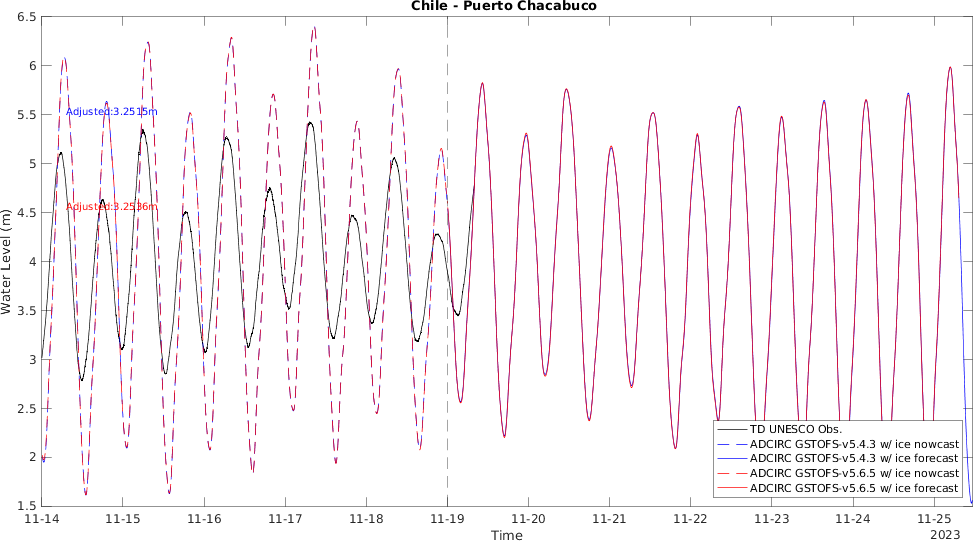 Chile - Puerto Chacabuco
6.5
6
5.5
5
4.5
4
3.5
3
2.5
2
1.5
Water Level (m)
Adjusted:3.2515m
Adjusted:3.2536m
TD UNESCO Obs.
ADCIRC GSTOFS-v5.4.3 w/ ice nowcast
ADCIRC GSTOFS-v5.4.3 w/ ice forecast
ADCIRC GSTOFS-v5.6.5 w/ ice nowcast
ADCIRC GSTOFS-v5.6.5 w/ ice forecast
11-14 11-15 11-16 11-17 11-18 11-19 11-20 11-21 11-22 11-23 11-24 11-25
2023
Time